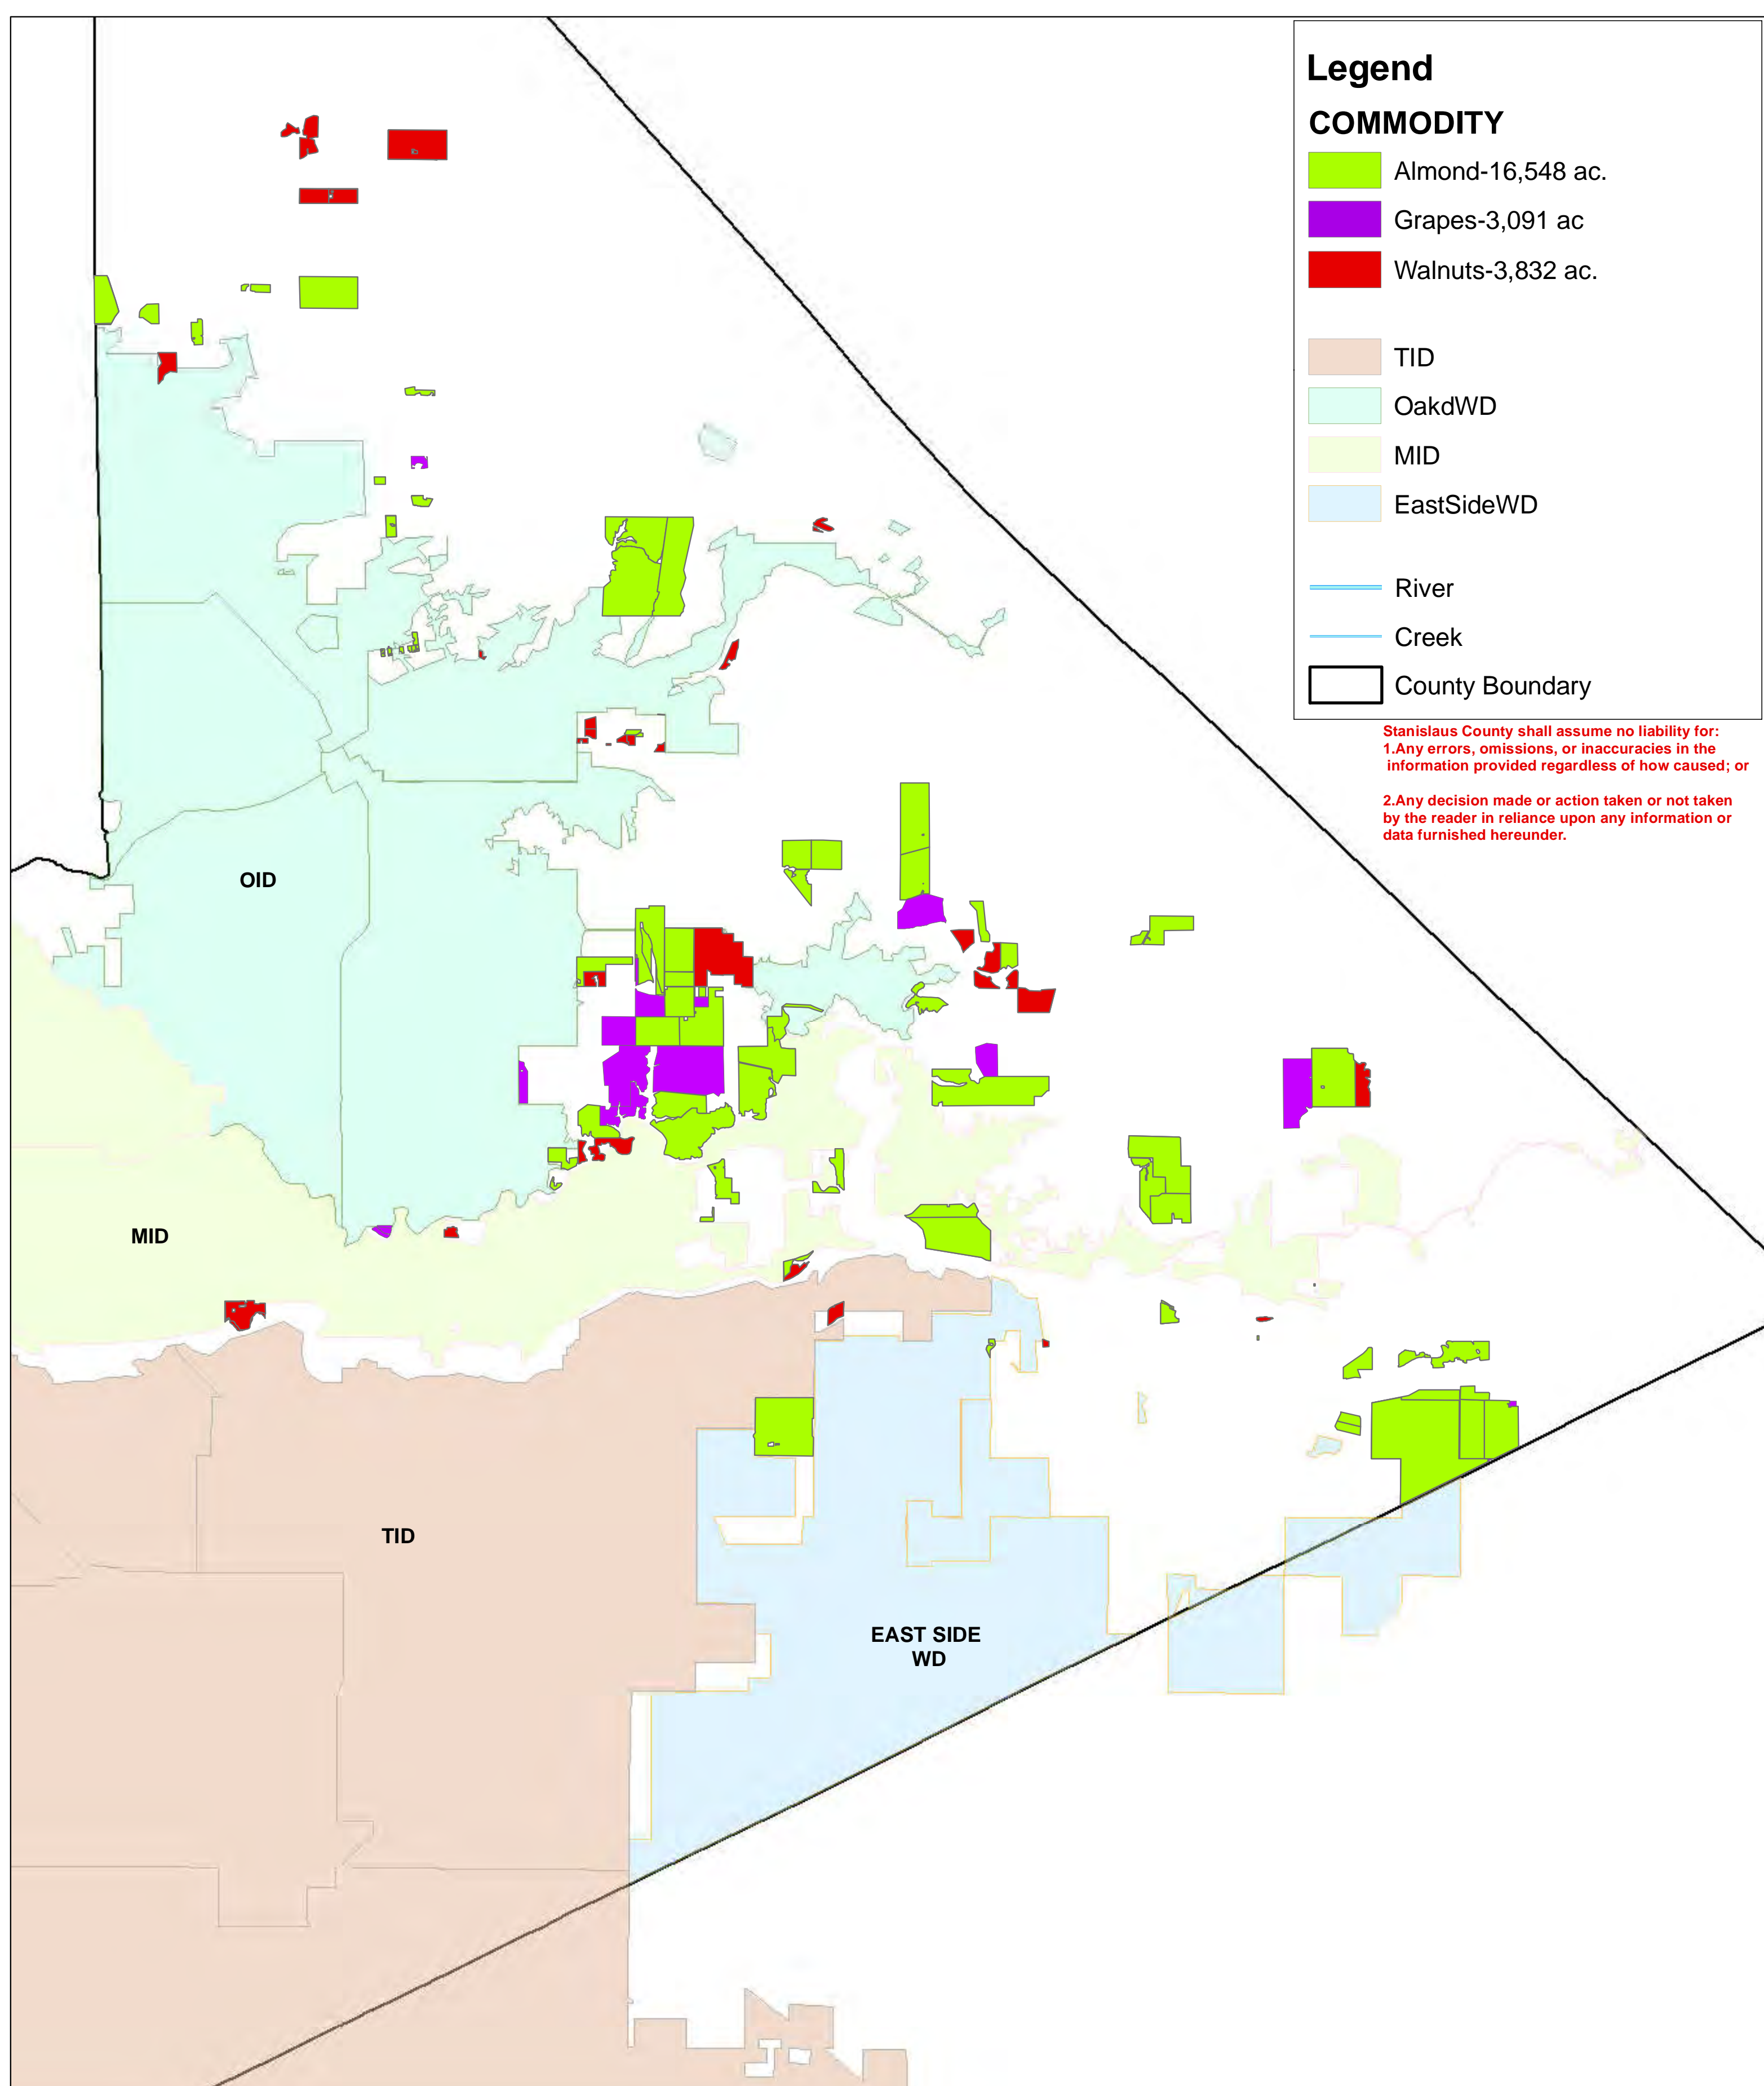 Legend
COMMODITY
Almond-16,548 ac.
Grapes-3,091 ac
Walnuts-3,832 ac.
TID
OakdWD
MID
EastSideWD
River
Creek
County Boundary
Stanislaus County shall assume no liability for:
1.Any errors, omissions, or inaccuracies in the
information provided regardless of how caused; or
2.Any decision made or action taken or not taken
by the reader in reliance upon any information or
data furnished hereunder.
OID
MID
TID
EAST SIDE
WD